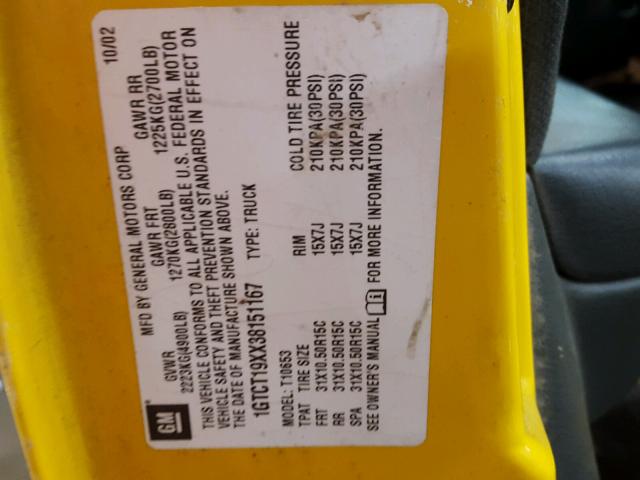 GM
MFD BY GENERAL MOTORS CORP 10/02
GVWR GAWR FRT GAWR RR
2223KG(4900LB) 1270KG(2800LB) 1225KG(2700LB)
THIS VEHICLE CONFORMS TO ALL APPLICABLE U.S. FEDERAL MOTOR
VEHICLE SAFETY AND THEFT PREVENTION STANDARDS IN EFFECT ON
THE DATE OF MANUFACTURE SHOWN ABOVE.
1GTCT19XX38151167 TYPE: TRUCK
MODEL: T10653
TPAT TIRE SIZE RIM COLD TIRE PRESSURE
FRT 31X10.50R15C 15X7J 210KPA(30PSI)
RR 31X10.50R15C 15X7J 210KPA(30PSI)
SPA 31X10.50R15C 15X7J 210KPA(30PSI)
SEE OWNER'S MANUAL FOR MORE INFORMATION.